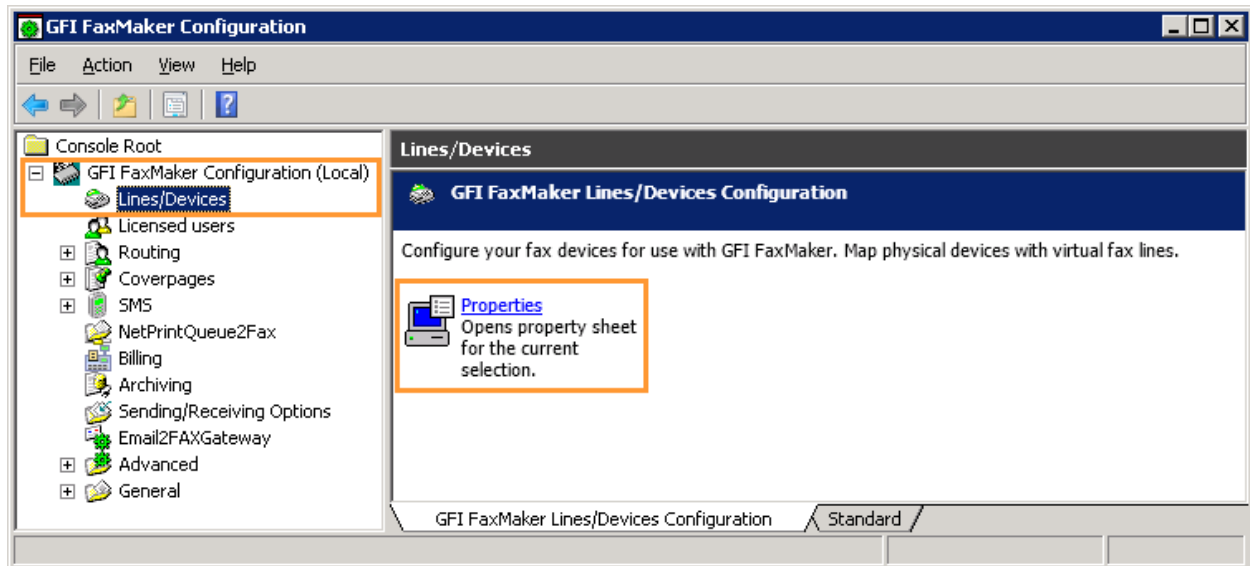 GFI FaxMaker Configuration
File Action View Help
Console Root
GFI FaxMaker Configuration (Local)
Lines/Devices
Licensed users
Routing
Coverpages
SMS
NetPrintQueue2Fax
Billing
Archiving
Sending/Receiving Options
Email2FAXGateway
Advanced
General
Lines/Devices
GFI FaxMaker Lines/Devices Configuration
Configure your fax devices for use with GFI FaxMaker. Map physical devices with virtual fax lines.
Properties
Opens property sheet
for the current
selection.
GFI FaxMaker Lines/Devices Configuration
Standard